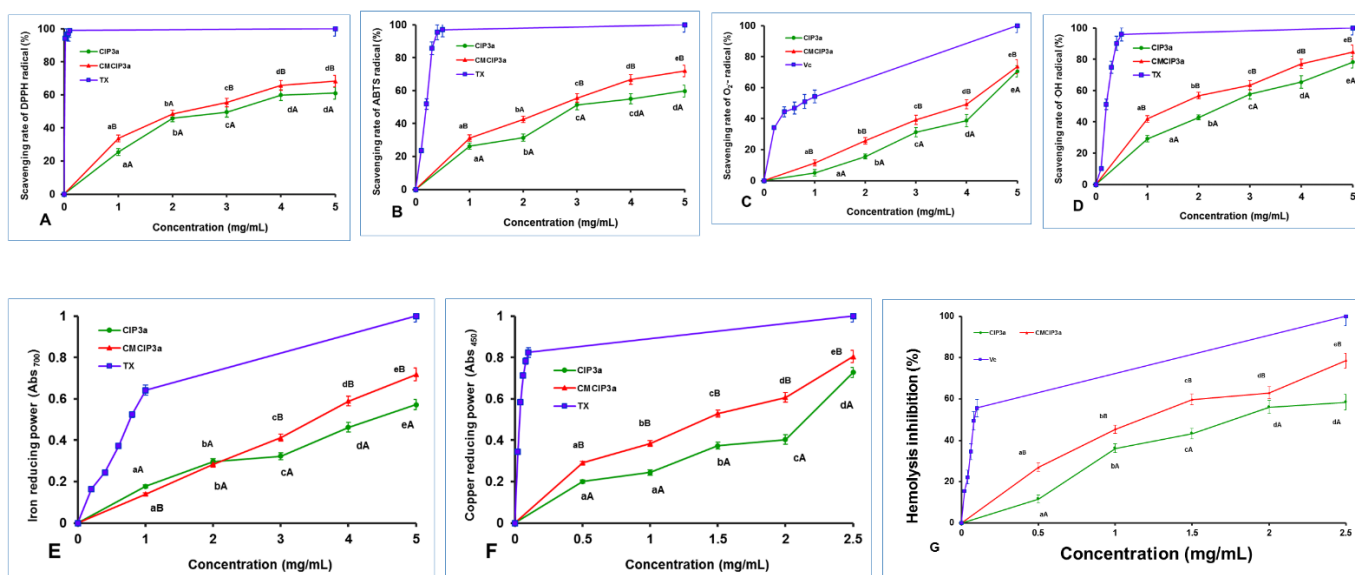 Scavenging rate of DPPH radical (%)
100
80
60
40
20
0
CIP3a
CMCIP3a
TX
aB
bA
cB
dB
dB
aA
bA
cA
dA
dA
0
1
2
3
4
5
A
Concentration (mg/mL)
Scavenging rate of ABTS radical (%)
100
80
60
40
20
0
CIP3a
CMCIP3a
TX
aB
bA
cB
dB
eB
aA
bA
cA
cdA
dA
0
1
2
3
4
5
B
Concentration (mg/mL)
Scavenging rate of O₂⁻• radical (%)
100
80
60
40
20
0
CIP3a
CMCIP3a
Vc
aB
bB
cB
dB
eB
aA
bA
cA
dA
eA
0
1
2
3
4
5
C
Concentration (mg/mL)
Scavenging rate of OH radical (%)
100
80
60
40
20
0
CIP3a
CMCIP3a
TX
aB
bB
cB
dB
eB
aA
bA
cA
dA
eA
0
1
2
3
4
5
D
Concentration (mg/mL)
Iron reducing power (Abs₇₀₀)
1
0.8
0.6
0.4
0.2
0
CIP3a
CMCIP3a
TX
aA
bA
cB
dB
eB
aB
bA
cA
dA
eA
0
1
2
3
4
5
E
Concentration (mg/mL)
Copper reducing power (Abs ₄₅₀)
1
0.8
0.6
0.4
0.2
0
CIP3a
CMCIP3a
TX
aB
bB
cB
dB
eB
aA
aA
bA
cA
dA
0
0.5
1
1.5
2
2.5
F
Concentration (mg/mL)
Hemolysis inhiibition (%)
100
80
60
40
20
0
CIP3a
CMCIP3a
Vc
aB
bB
cB
dB
eB
aA
bA
cA
dA
dA
0
0.5
1
1.5
2
2.5
G
Concentration (mg/mL)